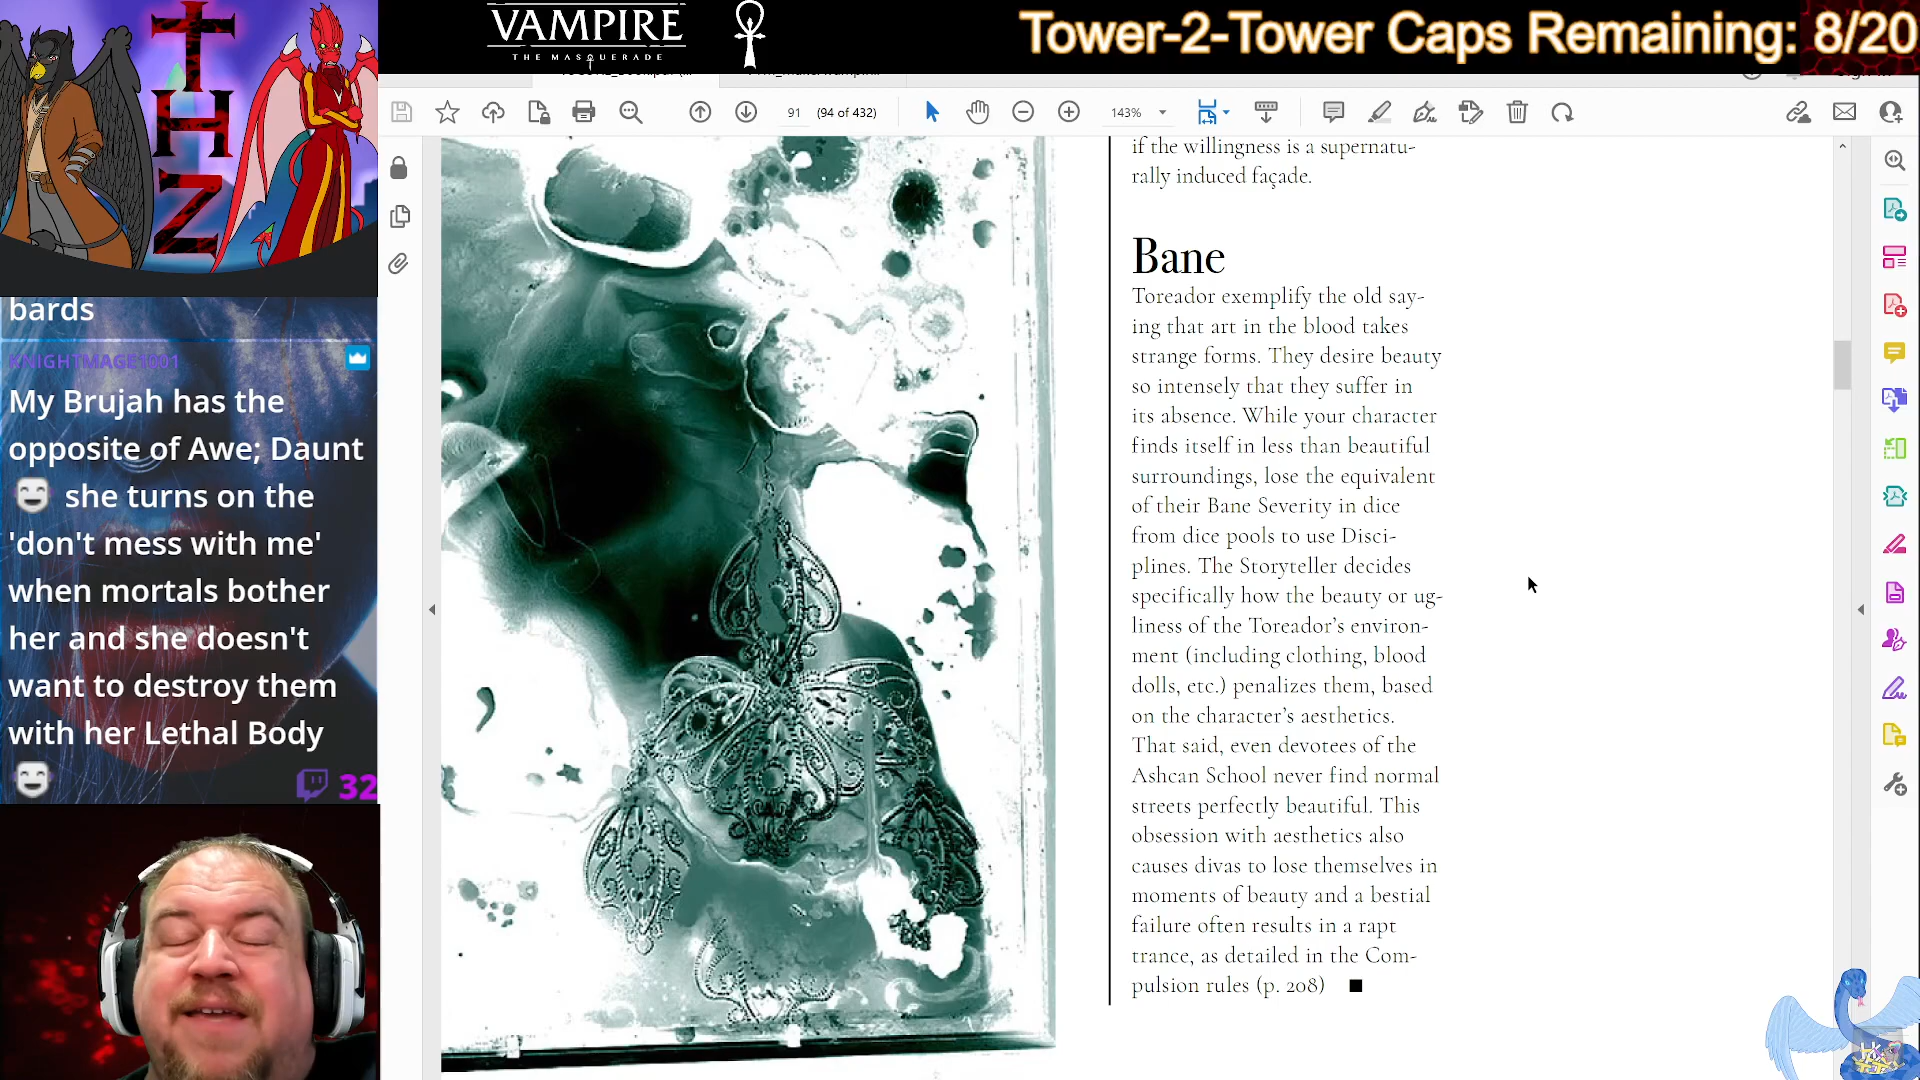 THZ
VAMPIRE
THE MASQUERADE
Tower-2-Tower Caps Remaining: 8/20
91 (94 of 432)
143%
bards
KNIGHTMAGE1001
My Brujah has the
opposite of Awe; Daunt
she turns on the
'don't mess with me'
when mortals bother
her and she doesn't
want to destroy them
with her Lethal Body
32
if the willingness is a supernatu-
rally induced façade.
Bane
Toreador exemplify the old say-
ing that art in the blood takes
strange forms. They desire beauty
so intensely that they suffer in
its absence. While your character
finds itself in less than beautiful
surroundings, lose the equivalent
of their Bane Severity in dice
from dice pools to use Disci-
plines. The Storyteller decides
specifically how the beauty or ug-
liness of the Toreador's environ-
ment (including clothing, blood
dolls, etc.) penalizes them, based
on the character's aesthetics.
That said, even devotees of the
Ashcan School never find normal
streets perfectly beautiful. This
obsession with aesthetics also
causes divas to lose themselves in
moments of beauty and a bestial
failure often results in a rapt
trance, as detailed in the Com-
pulsion rules (p. 208)